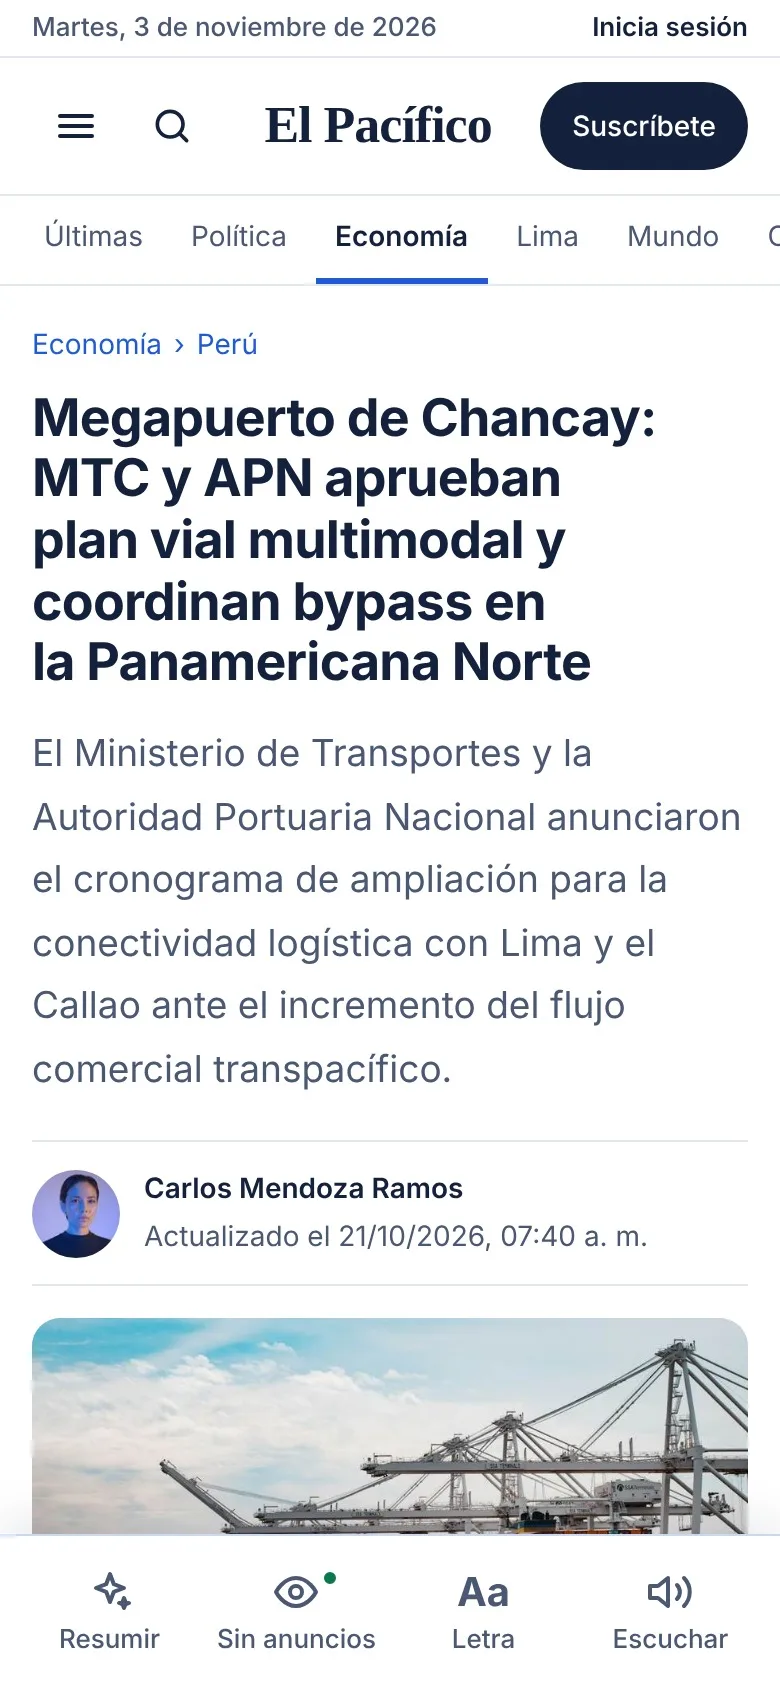 Martes, 3 de noviembre de 2026
Inicia sesión
El Pacífico
Suscríbete
Últimas
Política
Economía
Lima
Mundo
Economía › Perú
Megapuerto de Chancay:
MTC y APN aprueban
plan vial multimodal y
coordinan bypass en
la Panamericana Norte
El Ministerio de Transportes y la
Autoridad Portuaria Nacional anunciaron
el cronograma de ampliación para la
conectividad logística con Lima y el
Callao ante el incremento del flujo
comercial transpacífico.
Carlos Mendoza Ramos
Actualizado el 21/10/2026, 07:40 a. m.
Resumir
Sin anuncios
Aa
Letra
Escuchar